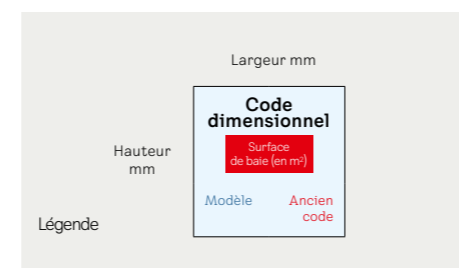 Largeur mm
Code
dimensionnel
Surface
de baie (en m²)
Hauteur
mm
Modèle
Ancien
code
Légende